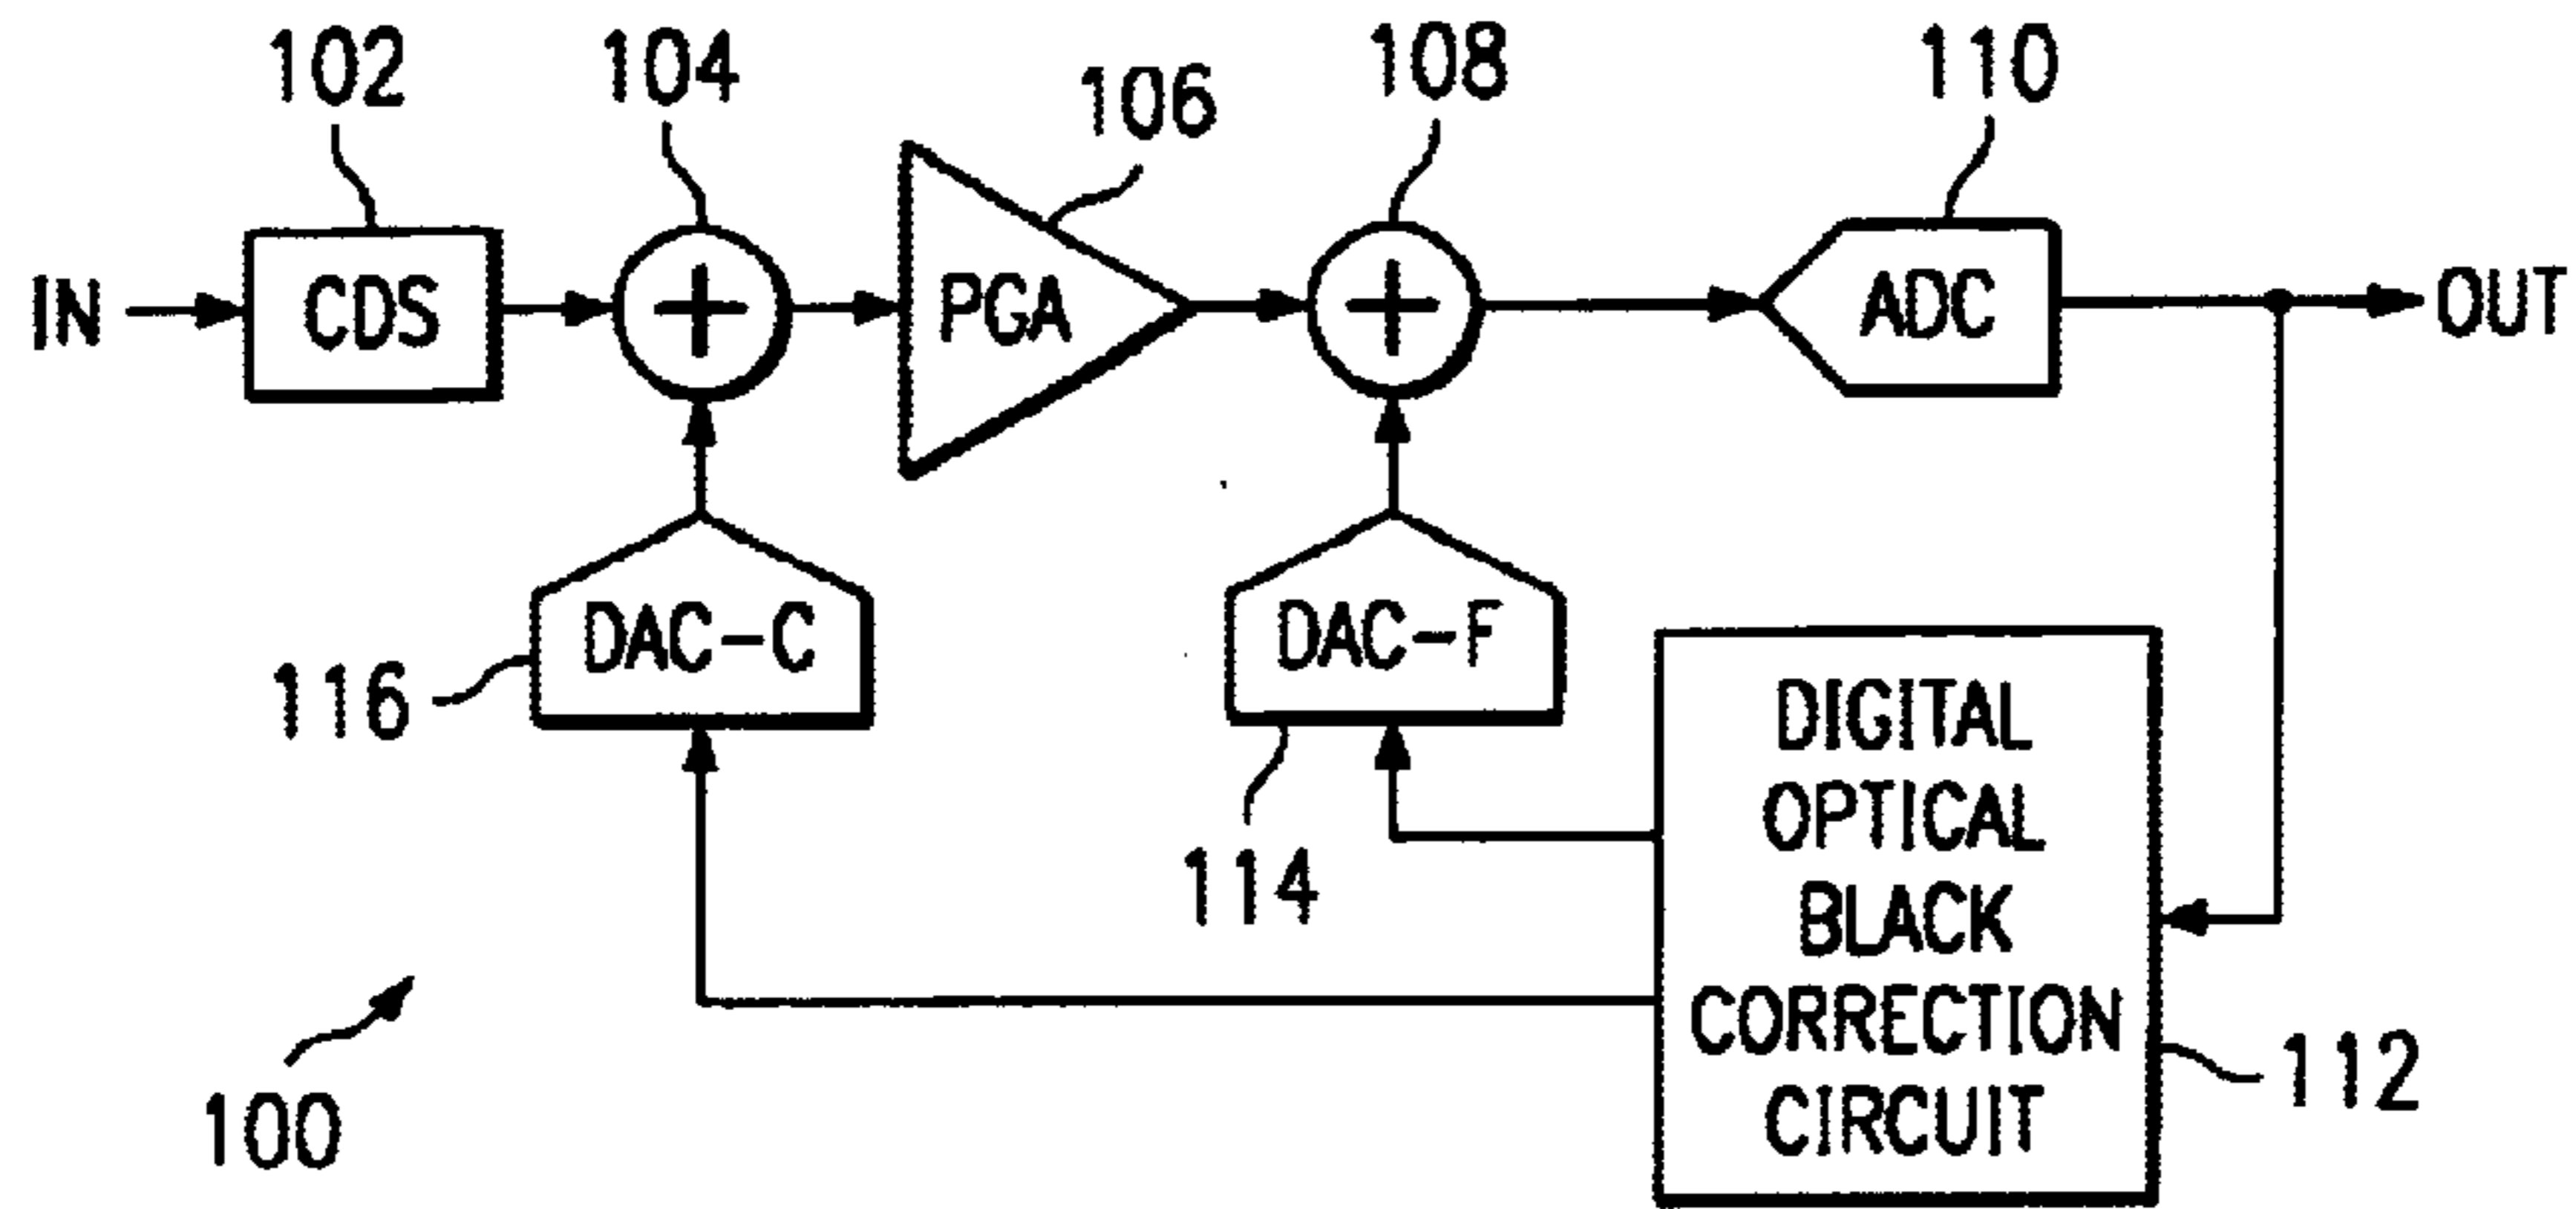 102
104
106
108
110
IN
CDS
+
PGA
+
ADC
OUT
DAC-C
DAC-F
116
114
DIGITAL
OPTICAL
BLACK
CORRECTION
CIRCUIT
112
100